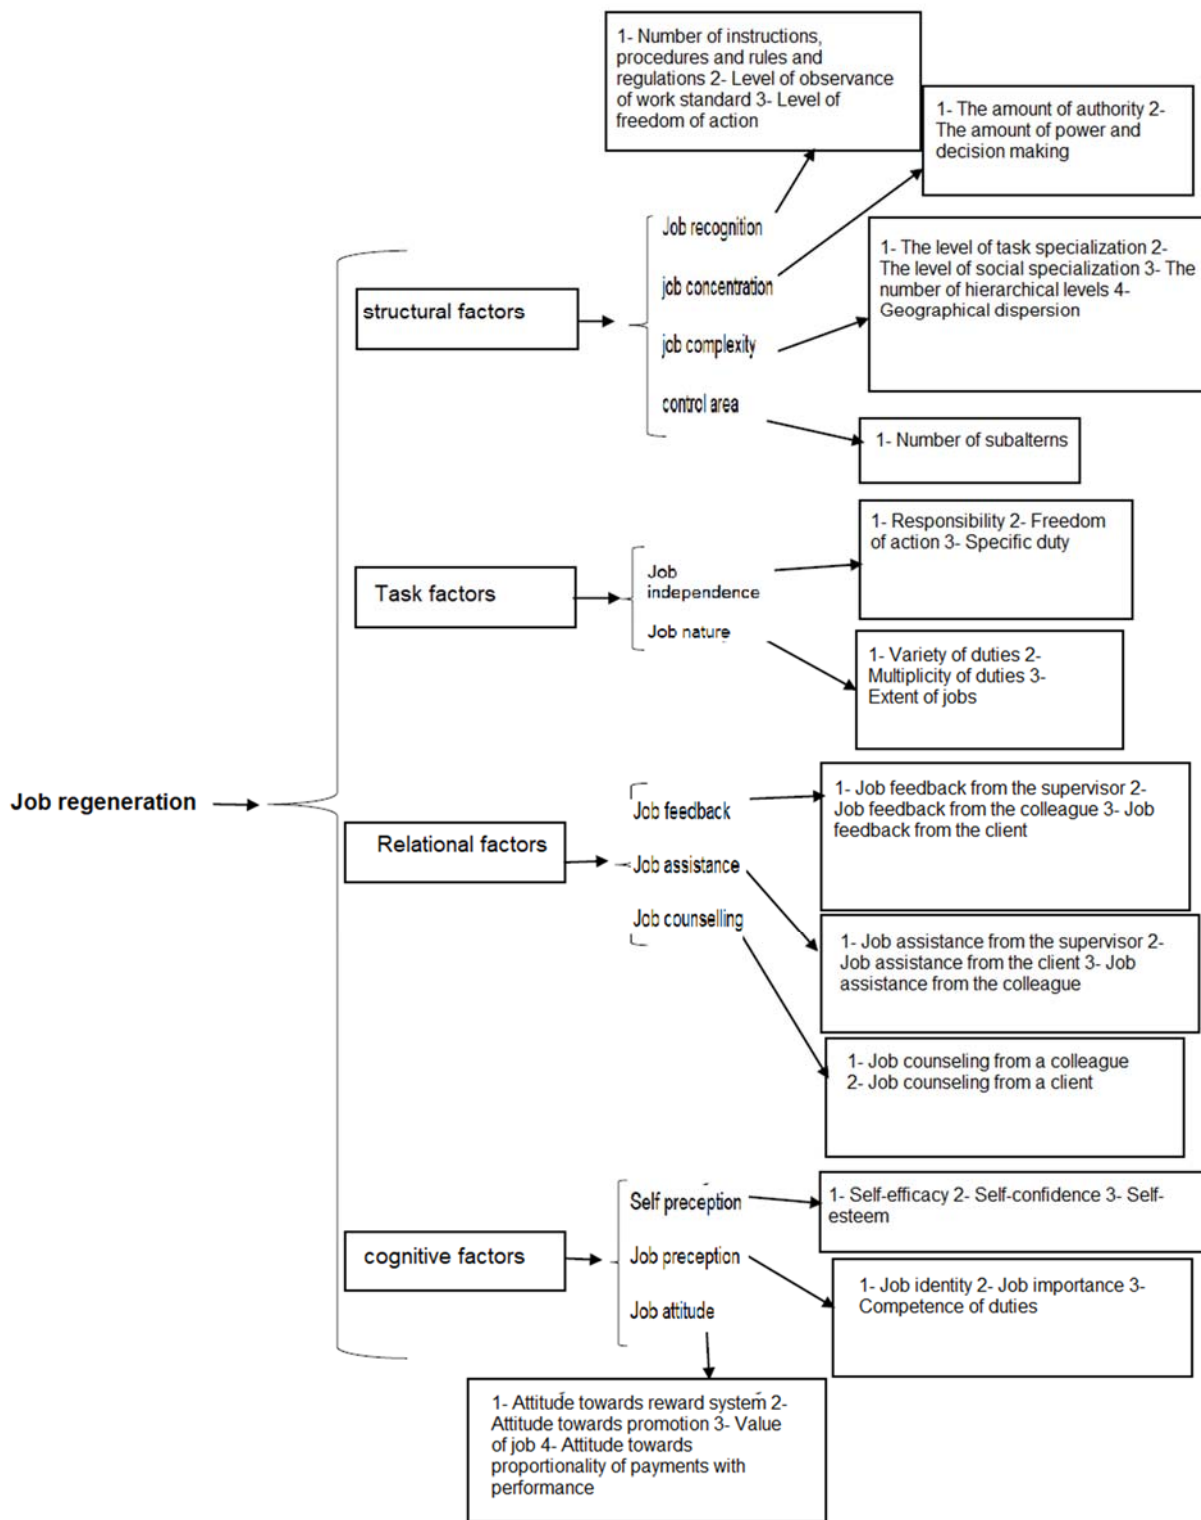 1- Number of instructions,
procedures and rules and
regulations 2- Level of observance
of work standard 3- Level of
freedom of action
1- The amount of authority 2-
The amount of power and
decision making
Job recognition
job concentration
job complexity
control area
1- The level of task specialization 2-
The level of social specialization 3- The
number of hierarchical levels 4-
Geographical dispersion
structural factors
1- Number of subalterns
1- Responsibility 2- Freedom
of action 3- Specific duty
Task factors
Job
independence
Job nature
1- Variety of duties 2-
Multiplicity of duties 3-
Extent of jobs
Job regeneration
Relational factors
Job feedback
Job assistance
Job counselling
1- Job feedback from the supervisor 2-
Job feedback from the colleague 3- Job
feedback from the client
1- Job assistance from the supervisor 2-
Job assistance from the client 3- Job
assistance from the colleague
1- Job counseling from a colleague
2- Job counseling from a client
cognitive factors
Self preception
Job preception
Job attitude
1- Self-efficacy 2- Self-confidence 3- Self-
esteem
1- Job identity 2- Job importance 3-
Competence of duties
1- Attitude towards reward system 2-
Attitude towards promotion 3- Value
of job 4- Attitude towards
proportionality of payments with
performance